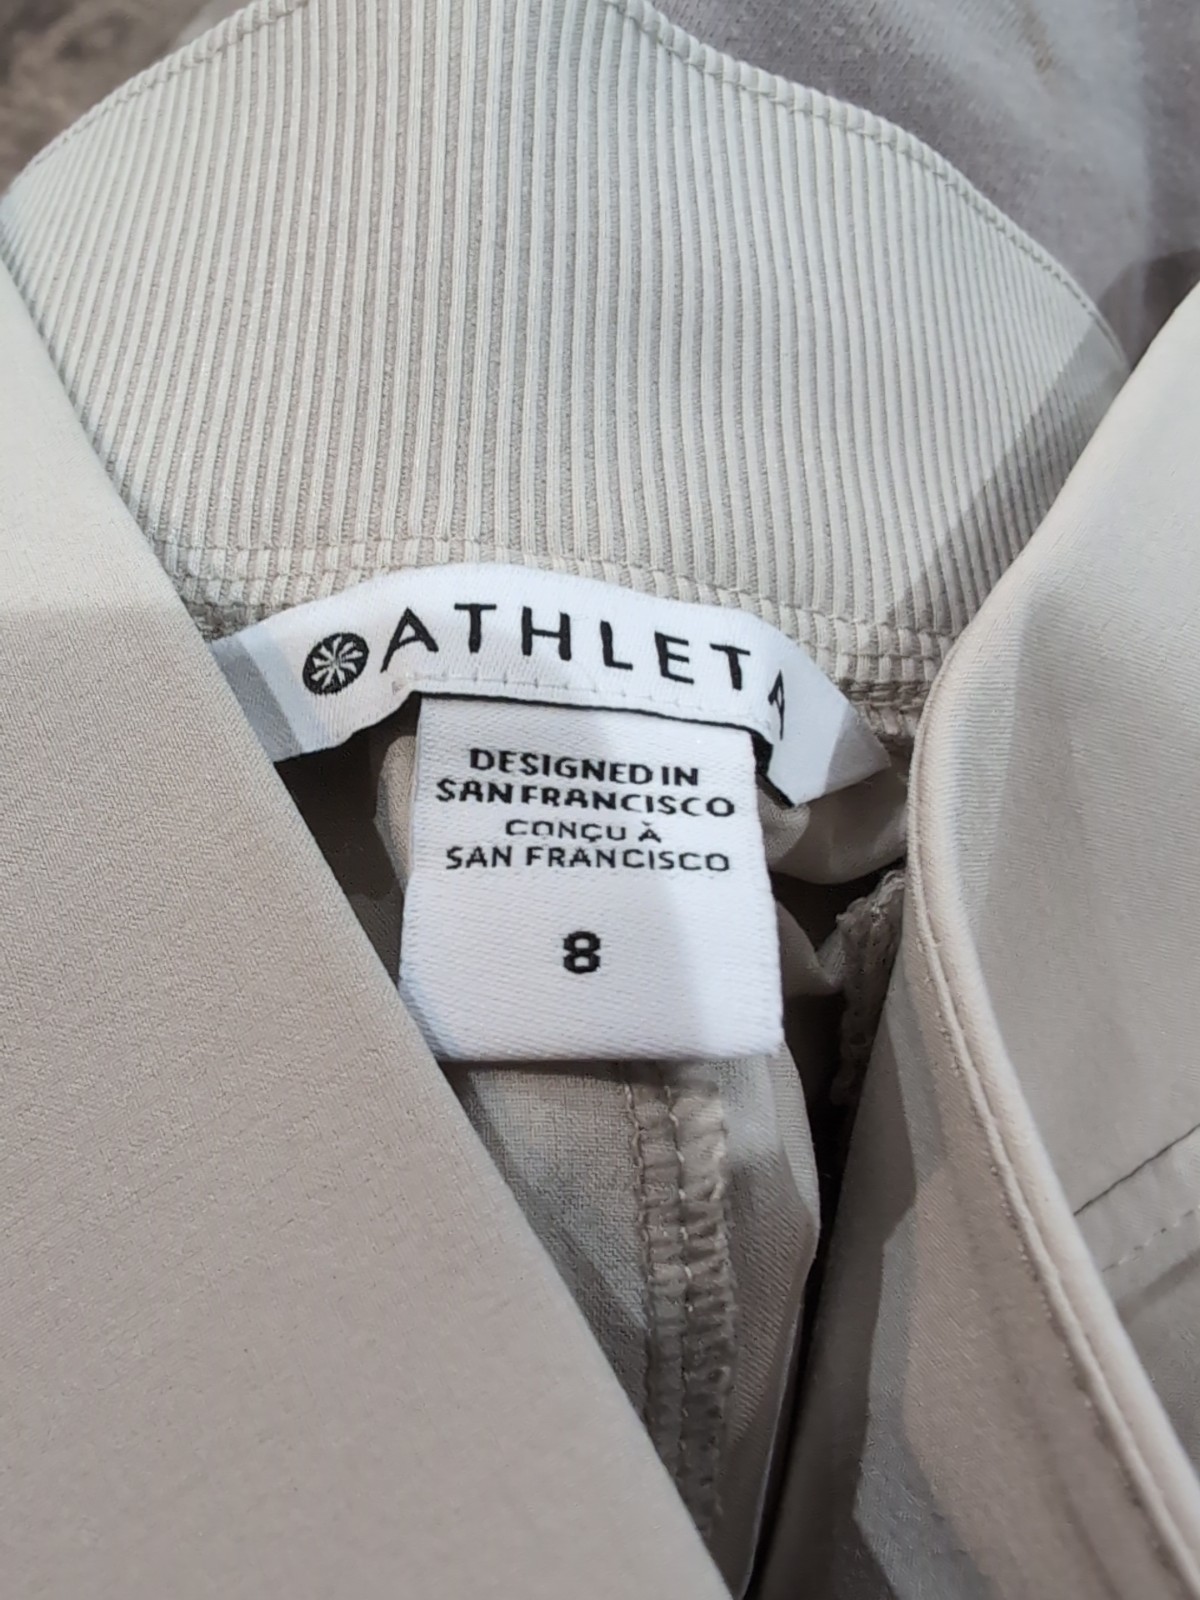 ATHLETA
DESIGNED IN
SAN FRANCISCO
CONÇU À
SAN FRANCISCO
8